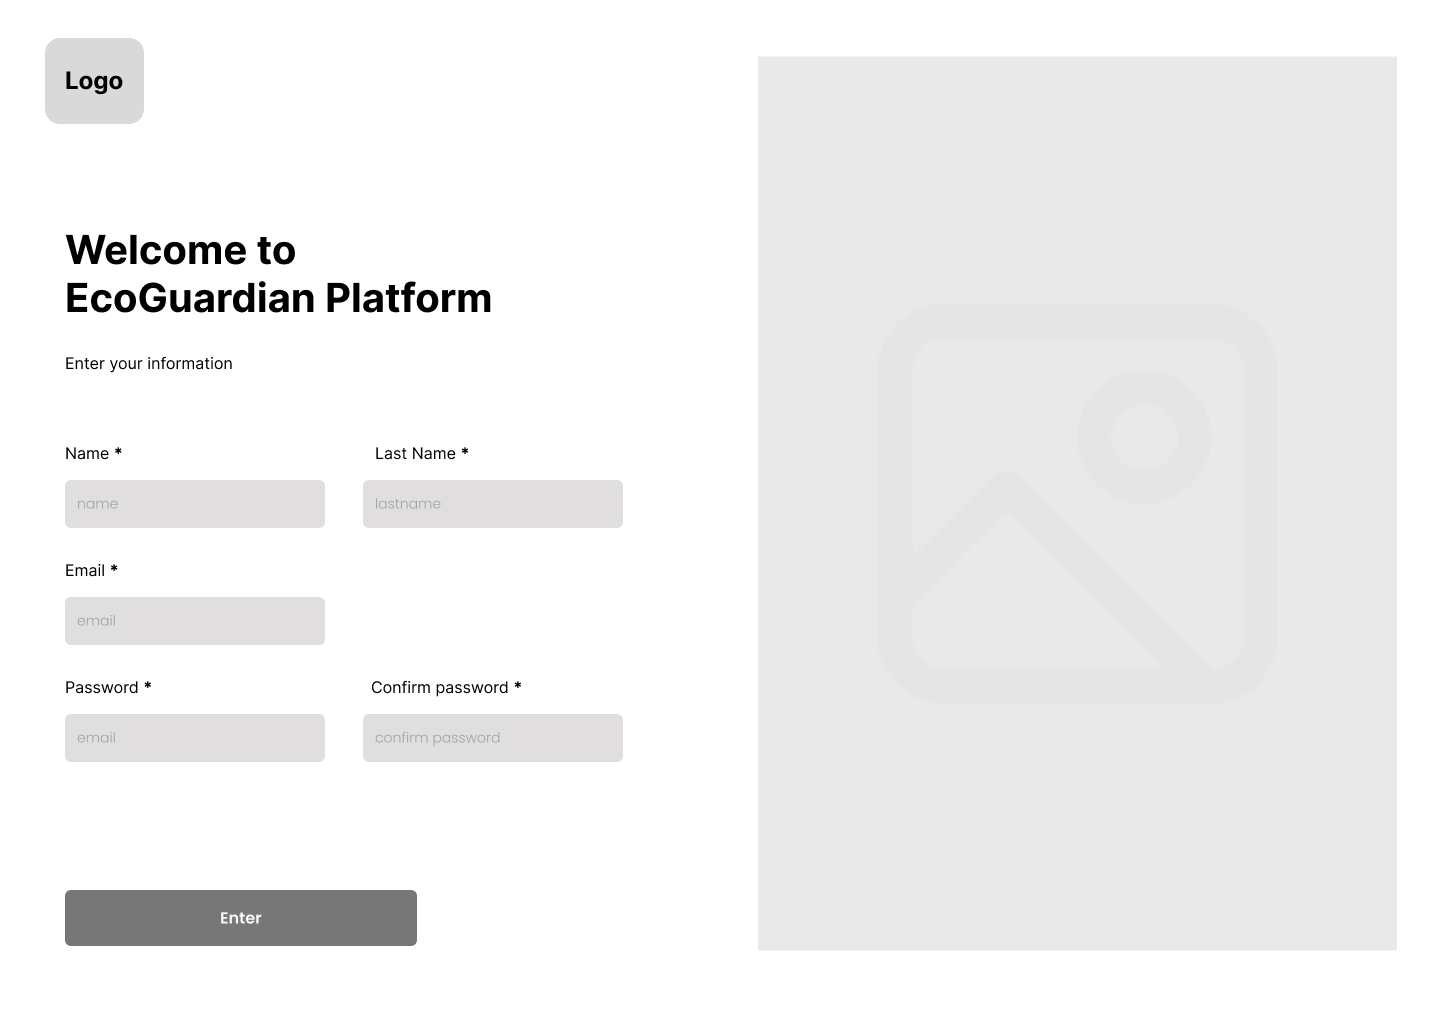 Logo
Welcome to
EcoGuardian Platform
Enter your information
Name *
Last Name *
name
lastname
Email *
email
Password *
Confirm password *
email
confirm password
Enter